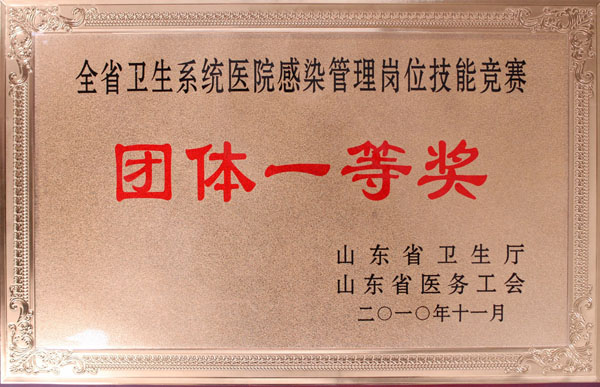 全省卫生系统医院感染管理岗位技能竞赛
团体一等奖
山东省卫生厅
山东省医务工会
二〇一〇年十一月